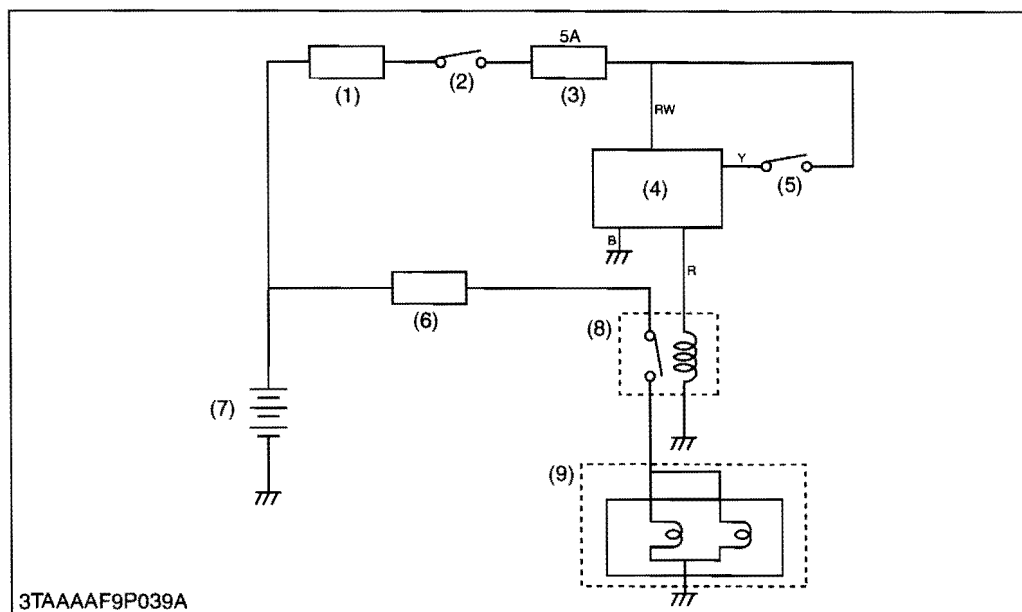 5A
(1)
(2)
(3)
RW
Y
(4)
(5)
B
R
(6)
(8)
(7)
(9)
3TAAAAF9P039A